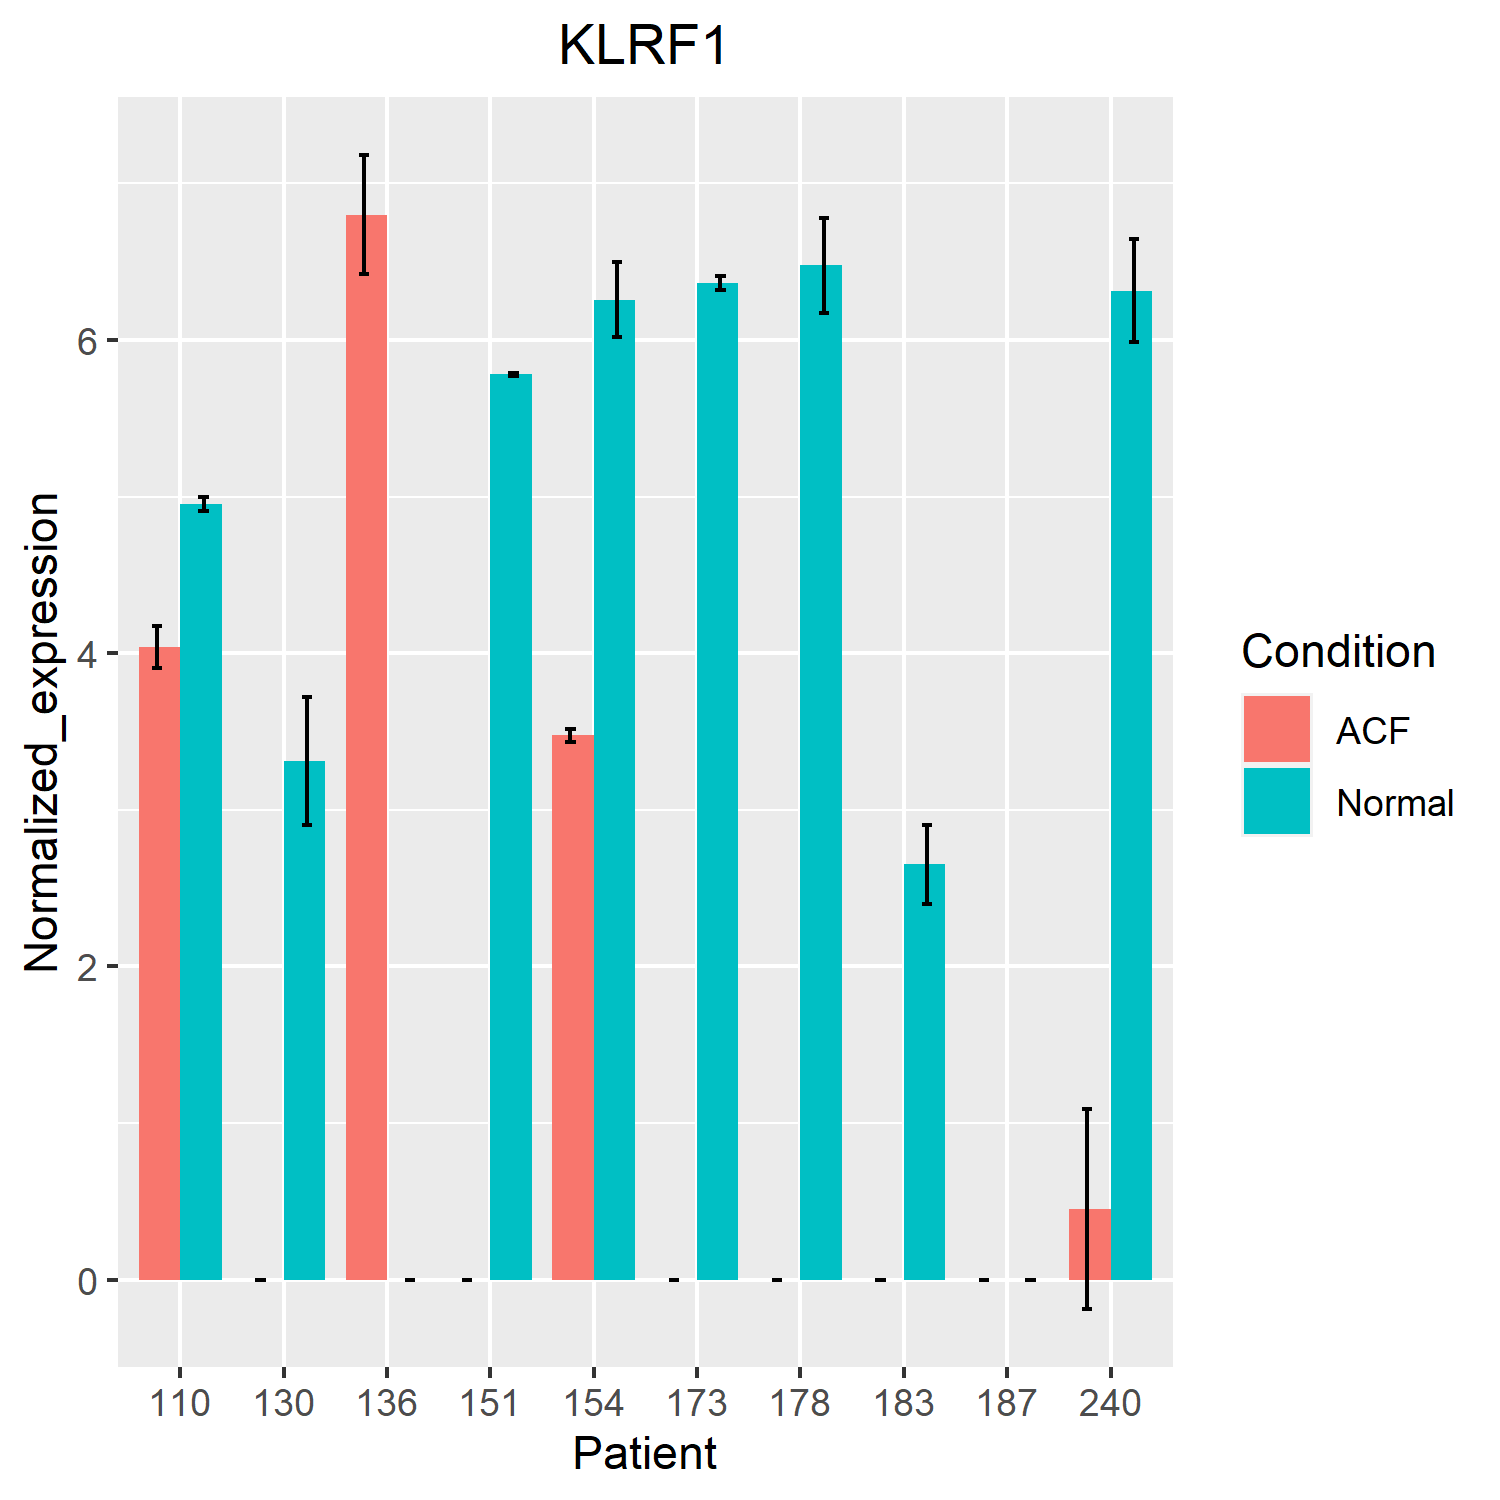 KLRF1
Normalized_expression
6
4
2
0
110 130 136 151 154 173 178 183 187 240
Patient
Condition
ACF
Normal